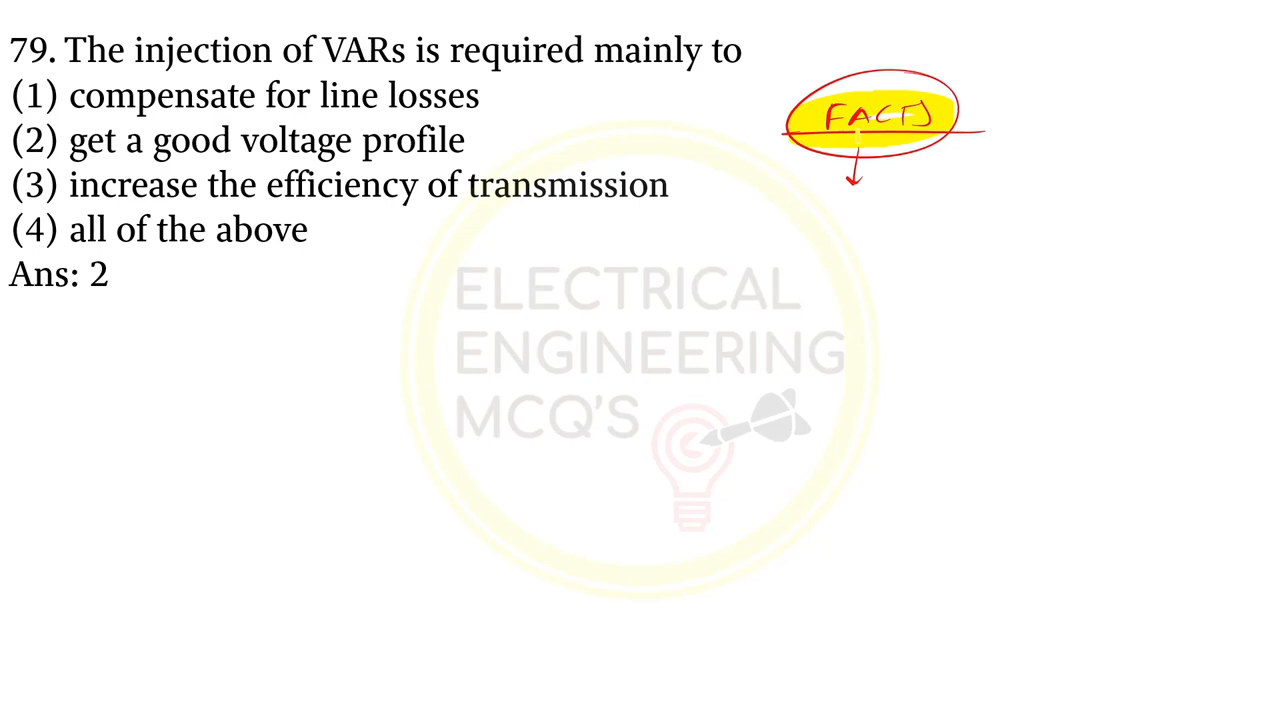 79. The injection of VARs is required mainly to
(1) compensate for line losses
(2) get a good voltage profile
(3) increase the efficiency of transmission
(4) all of the above
Ans: 2
FACTS
ELECTRICAL
ENGINEERING
MCQ'S